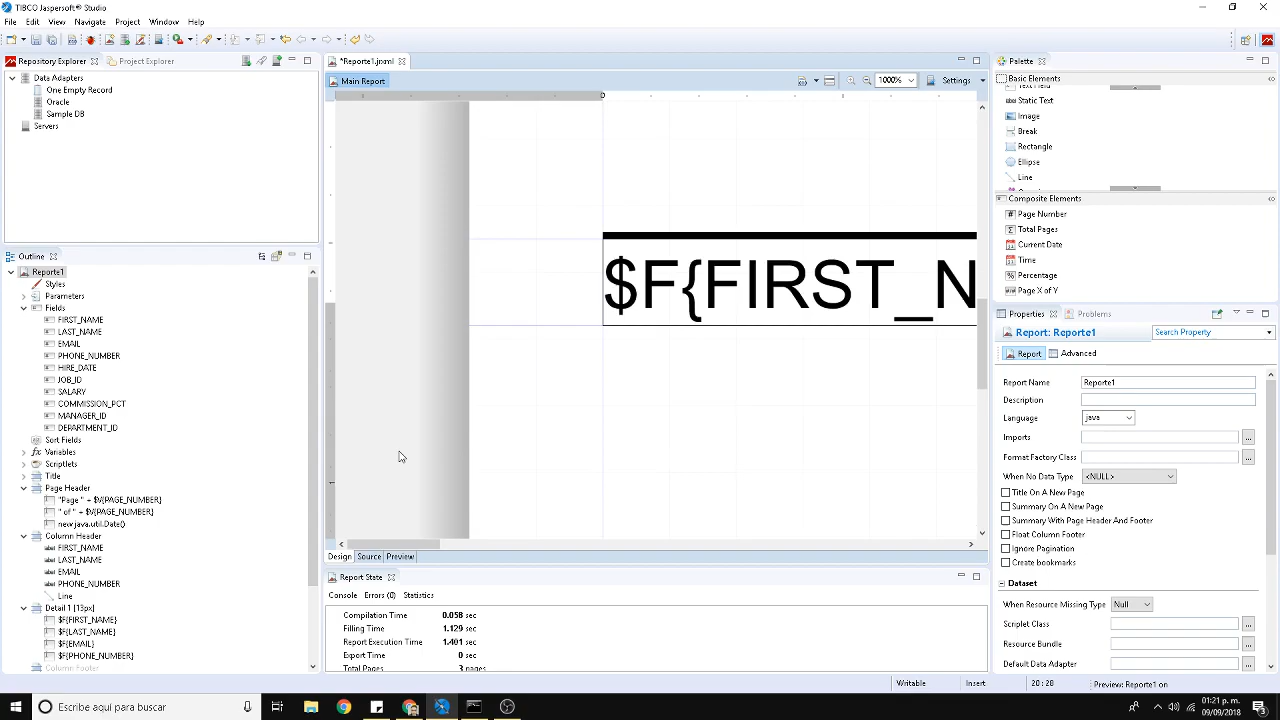 TIBCO Jaspersoft® Studio
File Edit View Navigate Project Window Help
Repository Explorer
Project Explorer
Data Adapters
One Empty Record
Oracle
Sample DB
Servers
Outline
Reporte1
Styles
Parameters
Fields
FIRST_NAME
LAST_NAME
EMAIL
PHONE_NUMBER
HIRE_DATE
JOB_ID
SALARY
COMMISSION_PCT
MANAGER_ID
DEPARTMENT_ID
Sort Fields
Variables
Scriptlets
Title
Page Header
"Page " + $V{PAGE_NUMBER}
" of " + $V{PAGE_NUMBER}
new java.util.Date()
Column Header
FIRST_NAME
LAST_NAME
EMAIL
PHONE_NUMBER
Line
Detail 1 [13px]
$F{FIRST_NAME}
$F{LAST_NAME}
$F{EMAIL}
$F{PHONE_NUMBER}
Column Footer
*Reporte1.jrxml
Main Report
1000%
Settings
$F{FIRST_N
Design Source Preview
Report State
Console Errors (0) Statistics
Compilation Time 0.058 sec
Filling Time 1.129 sec
Report Execution Time 1.401 sec
Export Time 0 sec
Total Pages 3 pages
Palette
Basic Elements
Text Field
Static Text
Image
Break
Rectangle
Ellipse
Line
Composite Elements
Page Number
Total Pages
Current Date
Time
Percentage
Page X of Y
Properties
Problems
Report: Reporte1
Search Property
Report
Advanced
Report Name Reporte1
Description
Language java
Imports
Format Factory Class
When No Data Type <NULL>
Title On A New Page
Summary On A New Page
Summary With Page Header And Footer
Float Column Footer
Ignore Pagination
Create bookmarks
Dataset
When Resource Missing Type Null
Scriptlet Class
Resource Bundle
Default Data Adapter
Writable Insert 20 : 28 Preview: Reporte1 on
Escribe aquí para buscar
01:21 p. m.
09/09/2018
3